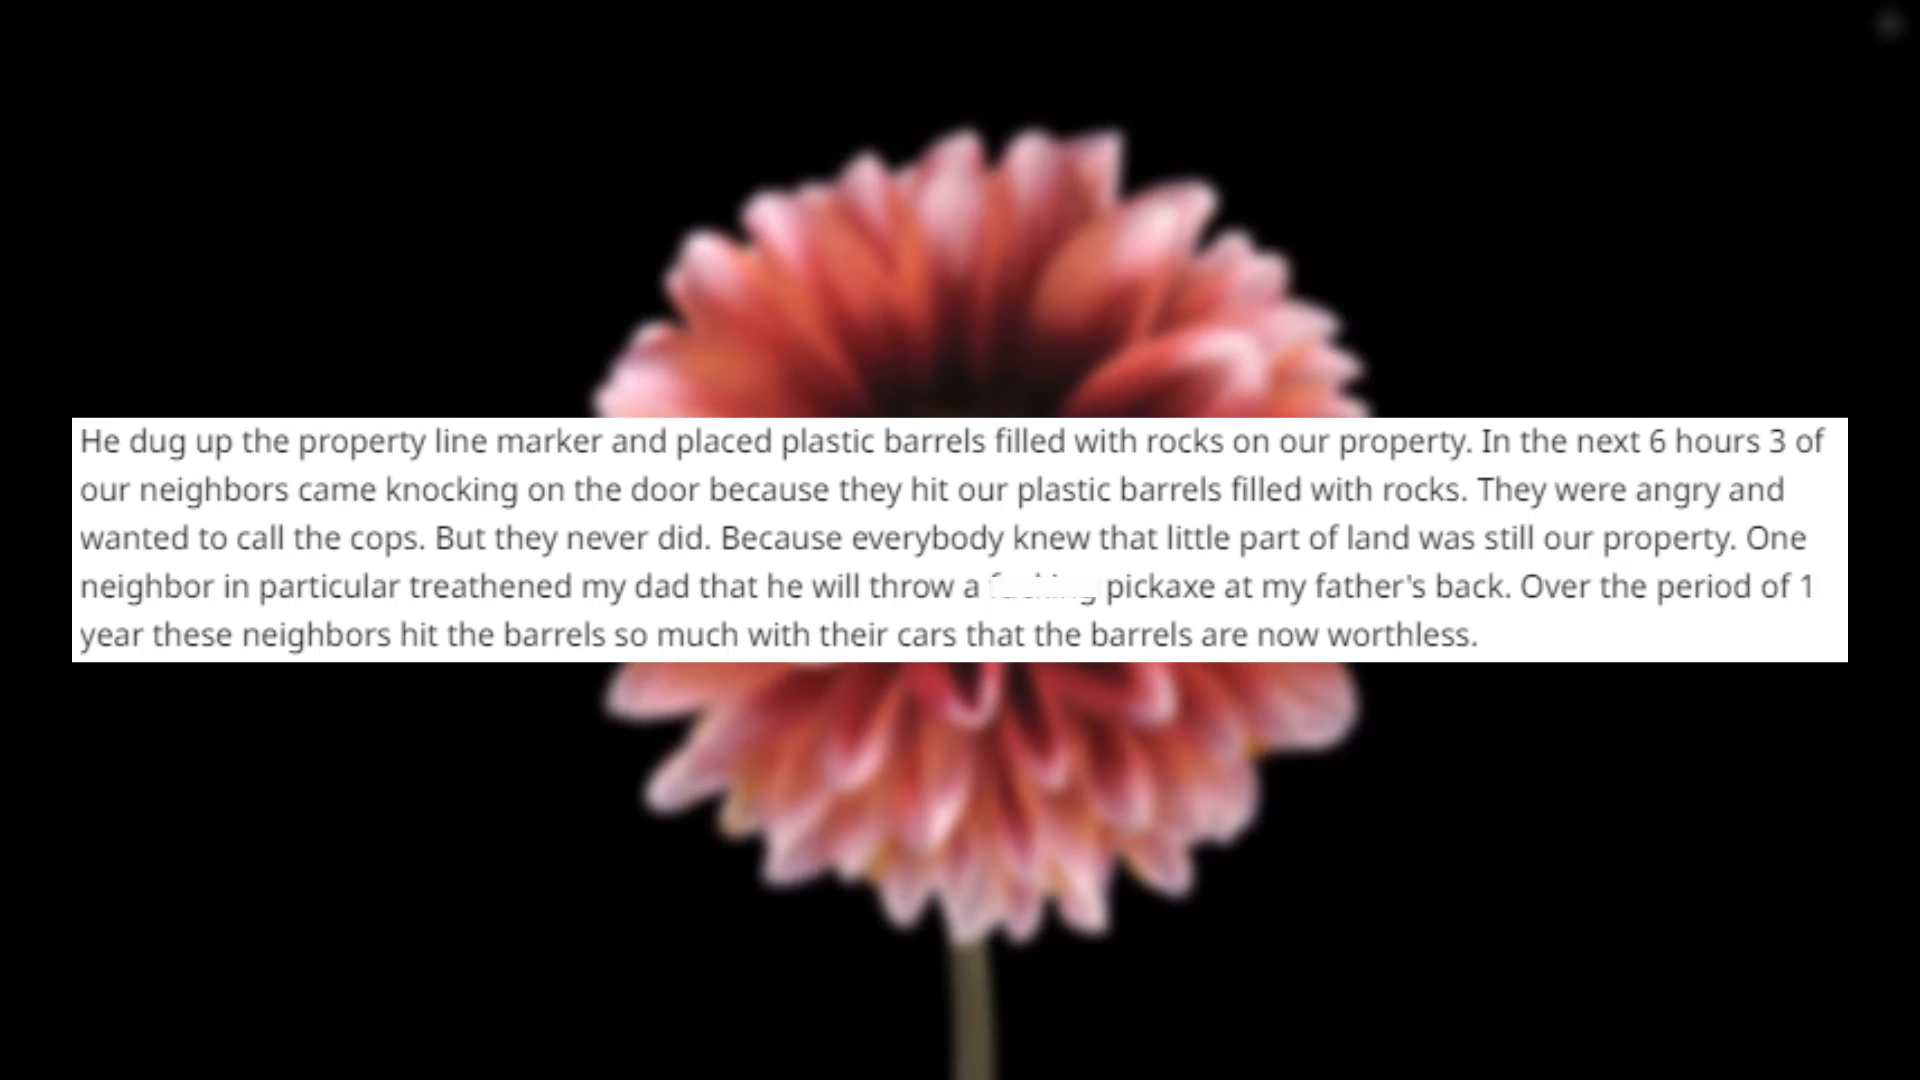 He dug up the property line marker and placed plastic barrels filled with rocks on our property. In the next 6 hours 3 of
our neighbors came knocking on the door because they hit our plastic barrels filled with rocks. They were angry and
wanted to call the cops. But they never did. Because everybody knew that little part of land was still our property. One
neighbor in particular treathened my dad that he will throw a pickaxe at my father's back. Over the period of 1
year these neighbors hit the barrels so much with their cars that the barrels are now worthless.